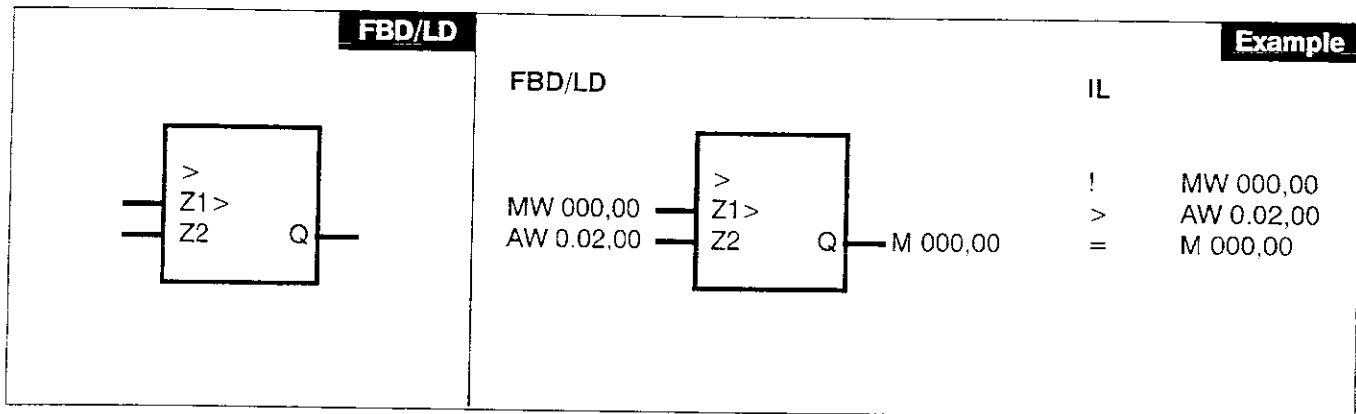 FBD/LD
>
Z1>
Z2 Q
Example
FBD/LD IL
>
MW 000,00 Z1>
AW 0.02,00 Z2 Q M 000,00
! MW 000,00
> AW 0.02,00
= M 000,00